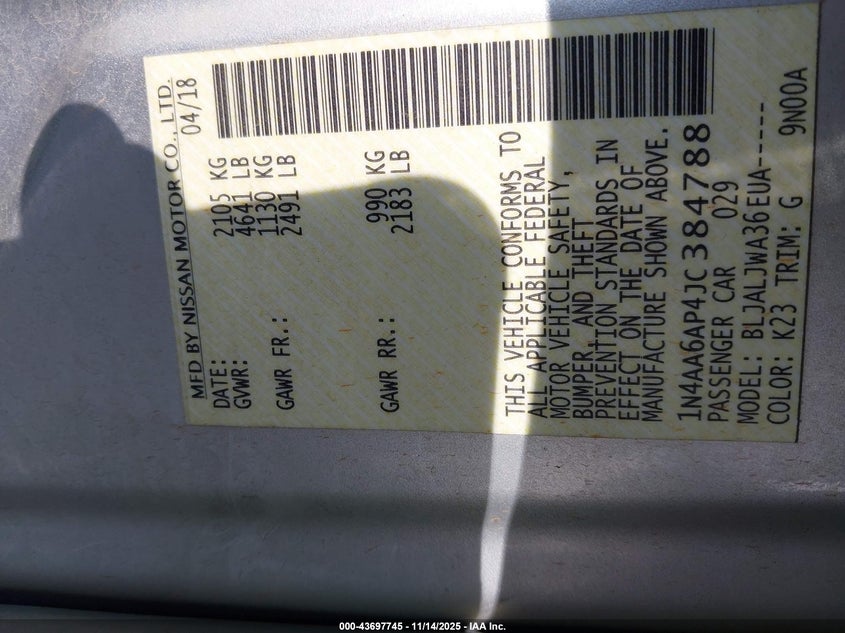 MFD BY NISSAN MOTOR CO., LTD.
DATE: 04/18
GVWR: 2105 KG
4641 LB
GAWR FR.: 1130 KG
2491 LB
GAWR RR.: 990 KG
2183 LB
THIS VEHICLE CONFORMS TO
ALL APPLICABLE FEDERAL
MOTOR VEHICLE SAFETY,
BUMPER, AND THEFT
PREVENTION STANDARDS IN
EFFECT ON THE DATE OF
MANUFACTURE SHOWN ABOVE.
1N4AA6AP4JC384788
PASSENGER CAR 029
MODEL: BLJALJWA36EUA-----
COLOR: K23 TRIM: G 9N00A
000-43697745 - 11/14/2025 - IAA Inc.